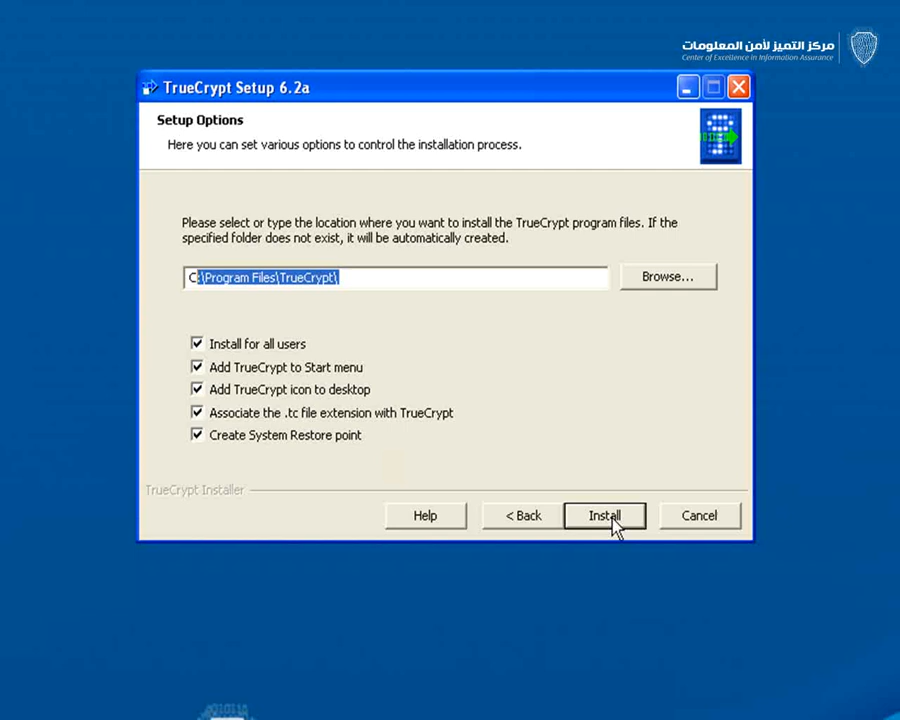 مركز التميز لأمن المعلومات
Center of Excellence in Information Assurance
TrueCrypt Setup 6.2a
Setup Options
Here you can set various options to control the installation process.
Please select or type the location where you want to install the TrueCrypt program files. If the
specified folder does not exist, it will be automatically created.
C:\Program Files\TrueCrypt\
Browse...
Install for all users
Add TrueCrypt to Start menu
Add TrueCrypt icon to desktop
Associate the .tc file extension with TrueCrypt
Create System Restore point
TrueCrypt Installer
Help
< Back
Install
Cancel